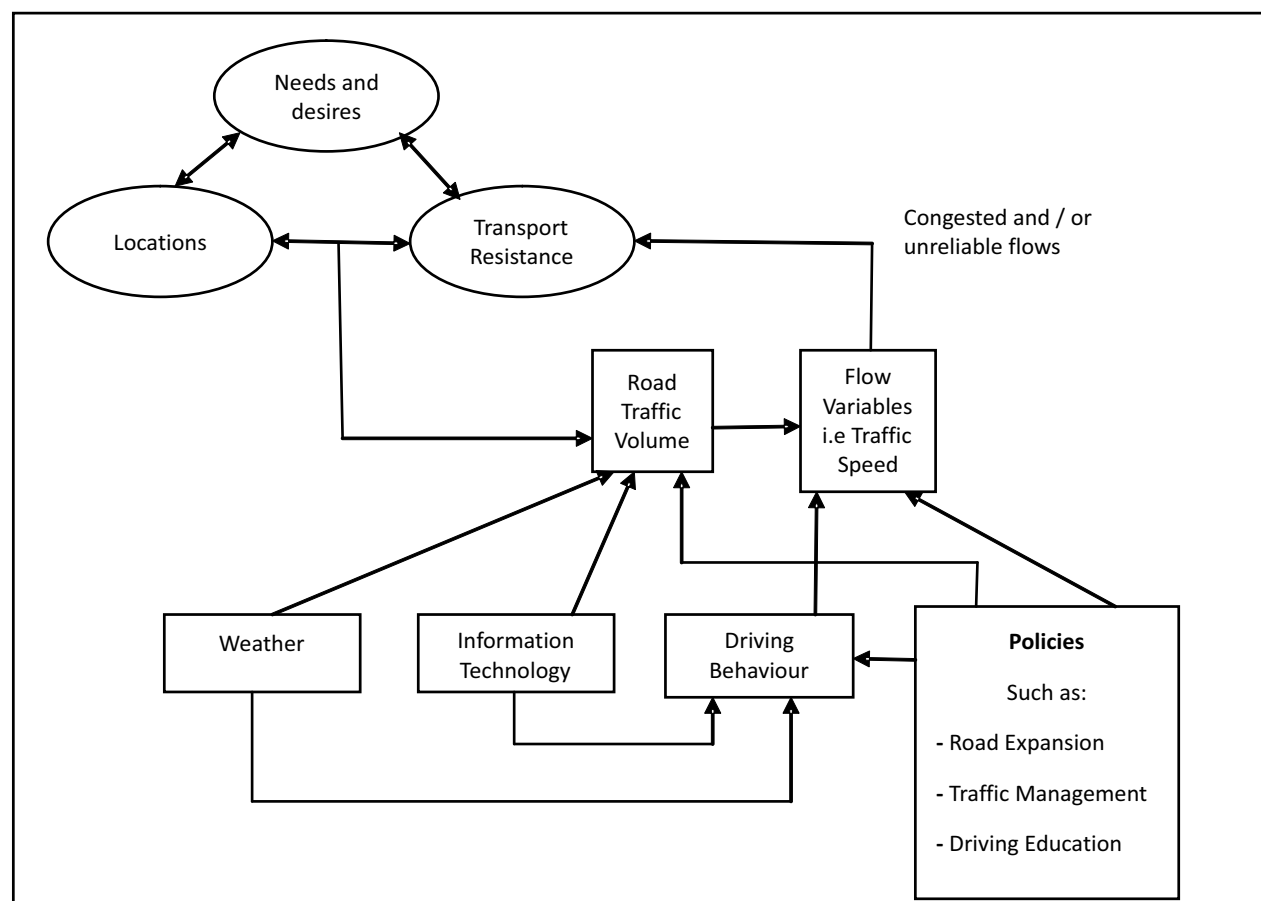 Needs and
desires
Locations
Transport
Resistance
Congested and / or
unreliable flows
Road
Traffic
Volume
Flow
Variables
i.e Traffic
Speed
Weather
Information
Technology
Driving
Behaviour
Policies
Such as:
- Road Expansion
- Traffic Management
- Driving Education